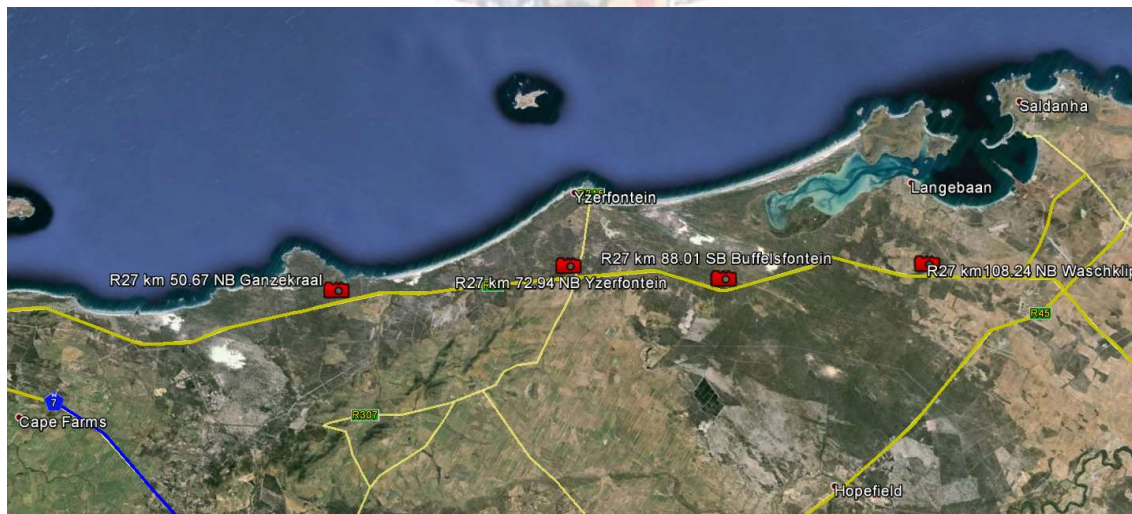 Saldanha
Langebaan
Yzerfontein
R27 km 88.01 SB Buffelsfontein
R27 km 50.67 NB Ganzekraal
R27 km 72.94 NB Yzerfontein
R27 km108.24 NB Waschklip
R45
7
R307
Cape Farms
Hopefield